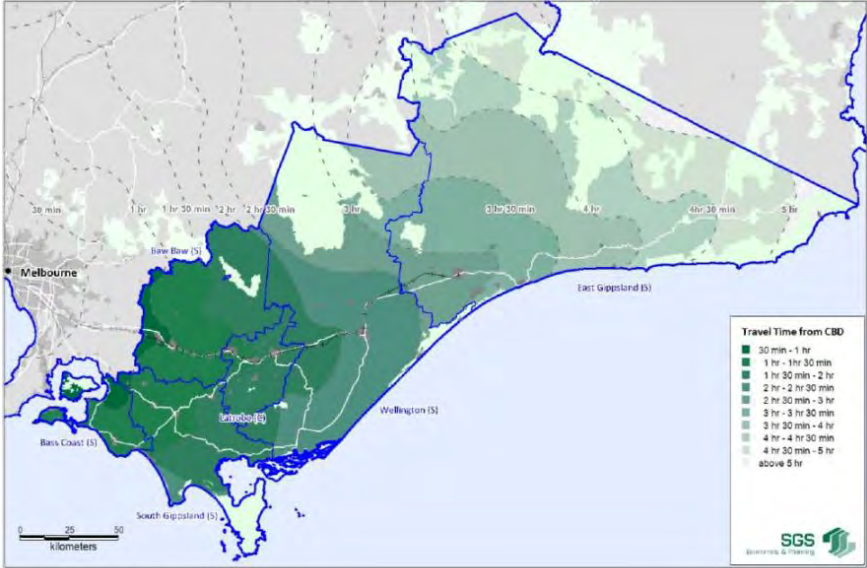 30 min
1 hr
1 hr 30 min
2 hr
2 hr 30 min
3 hr
3 hr 30 min
4 hr
4hr 30 min
5 hr
Baw Baw (S)
Melbourne
East Gippsland (S)
Wellington (S)
Latrobe (C)
Bass Coast (S)
South Gippsland (S)
0 25 50
kilometers
Travel Time from CBD
30 min - 1 hr
1 hr - 1hr 30 min
1 hr 30 min - 2 hr
2 hr - 2 hr 30 min
2 hr 30 min - 3 hr
3 hr - 3 hr 30 min
3 hr 30 min - 4 hr
4 hr - 4 hr 30 min
4 hr 30 min - 5 hr
above 5 hr
SGS
Economics & Planning